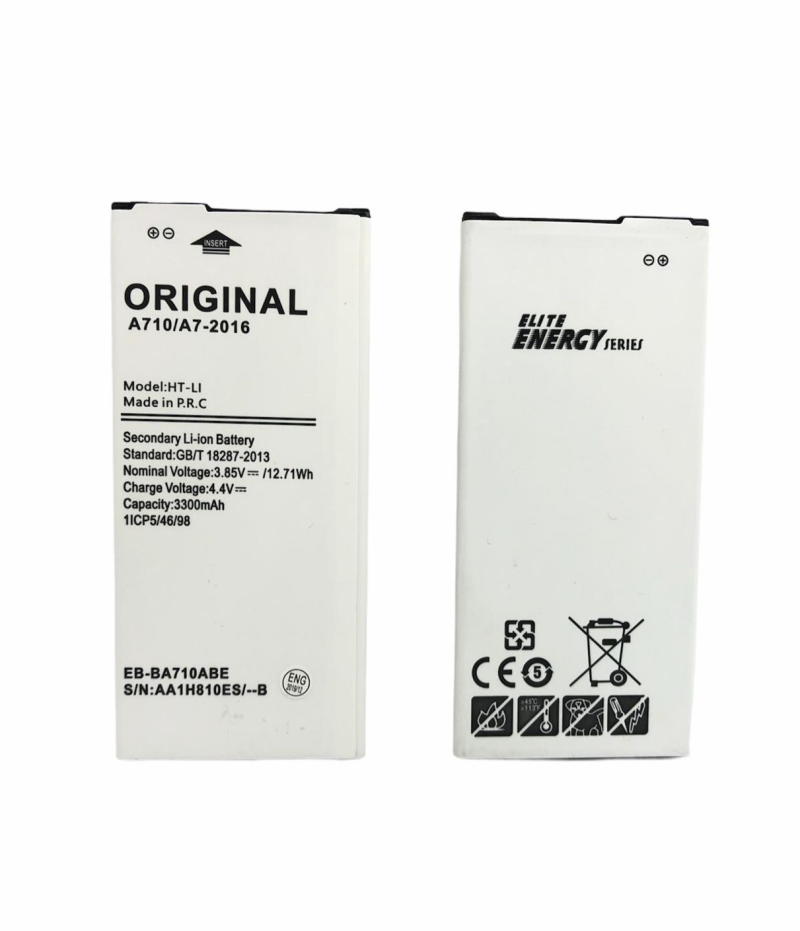 INSERT
ORIGINAL
A710/A7-2016
Model:HT-LI
Made in P.R.C
Secondary Li-ion Battery
Standard:GB/T 18287-2013
Nominal Voltage:3.85V⎓/12.71Wh
Charge Voltage:4.4V⎓
Capacity:3300mAh
1ICP5/46/98
EB-BA710ABE
S/N:AA1H810ES/--B
ENG
2019/12
ELITE
ENERGY SERIES
CE 5